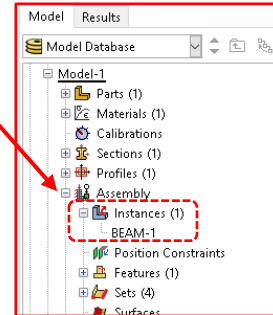 Model Results
Model Database
Model-1
Parts (1)
Materials (1)
Calibrations
Sections (1)
Profiles (1)
Assembly
Instances (1)
BEAM-1
Position Constraints
Features (1)
Sets (4)
Surfaces